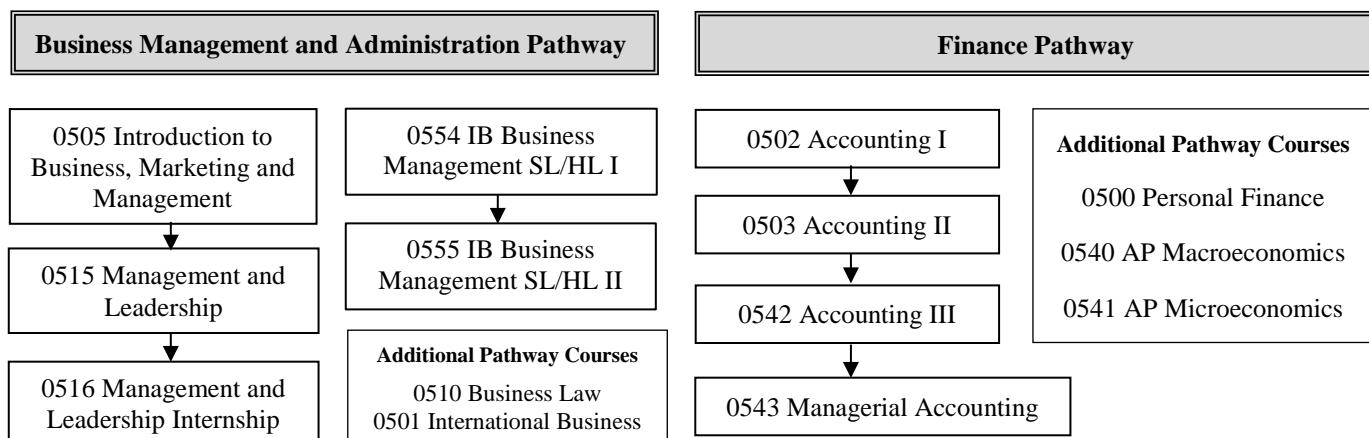 Business Management and Administration Pathway
0505 Introduction to
Business, Marketing and
Management
0515 Management and
Leadership
0516 Management and
Leadership Internship
0554 IB Business
Management SL/HL I
0555 IB Business
Management SL/HL II
Additional Pathway Courses
0510 Business Law
0501 International Business
Finance Pathway
0502 Accounting I
0503 Accounting II
0542 Accounting III
0543 Managerial Accounting
Additional Pathway Courses
0500 Personal Finance
0540 AP Macroeconomics
0541 AP Microeconomics